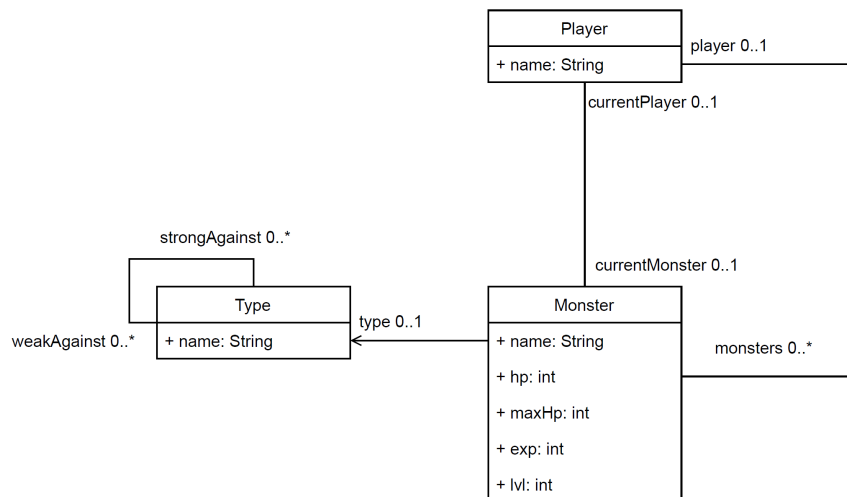 Player
player 0..1
+ name: String
currentPlayer 0..1
strongAgainst 0..*
currentMonster 0..1
Type
Monster
type 0..1
weakAgainst 0..*
+ name: String
+ name: String
monsters 0..*
+ hp: int
+ maxHp: int
+ exp: int
+ lvl: int